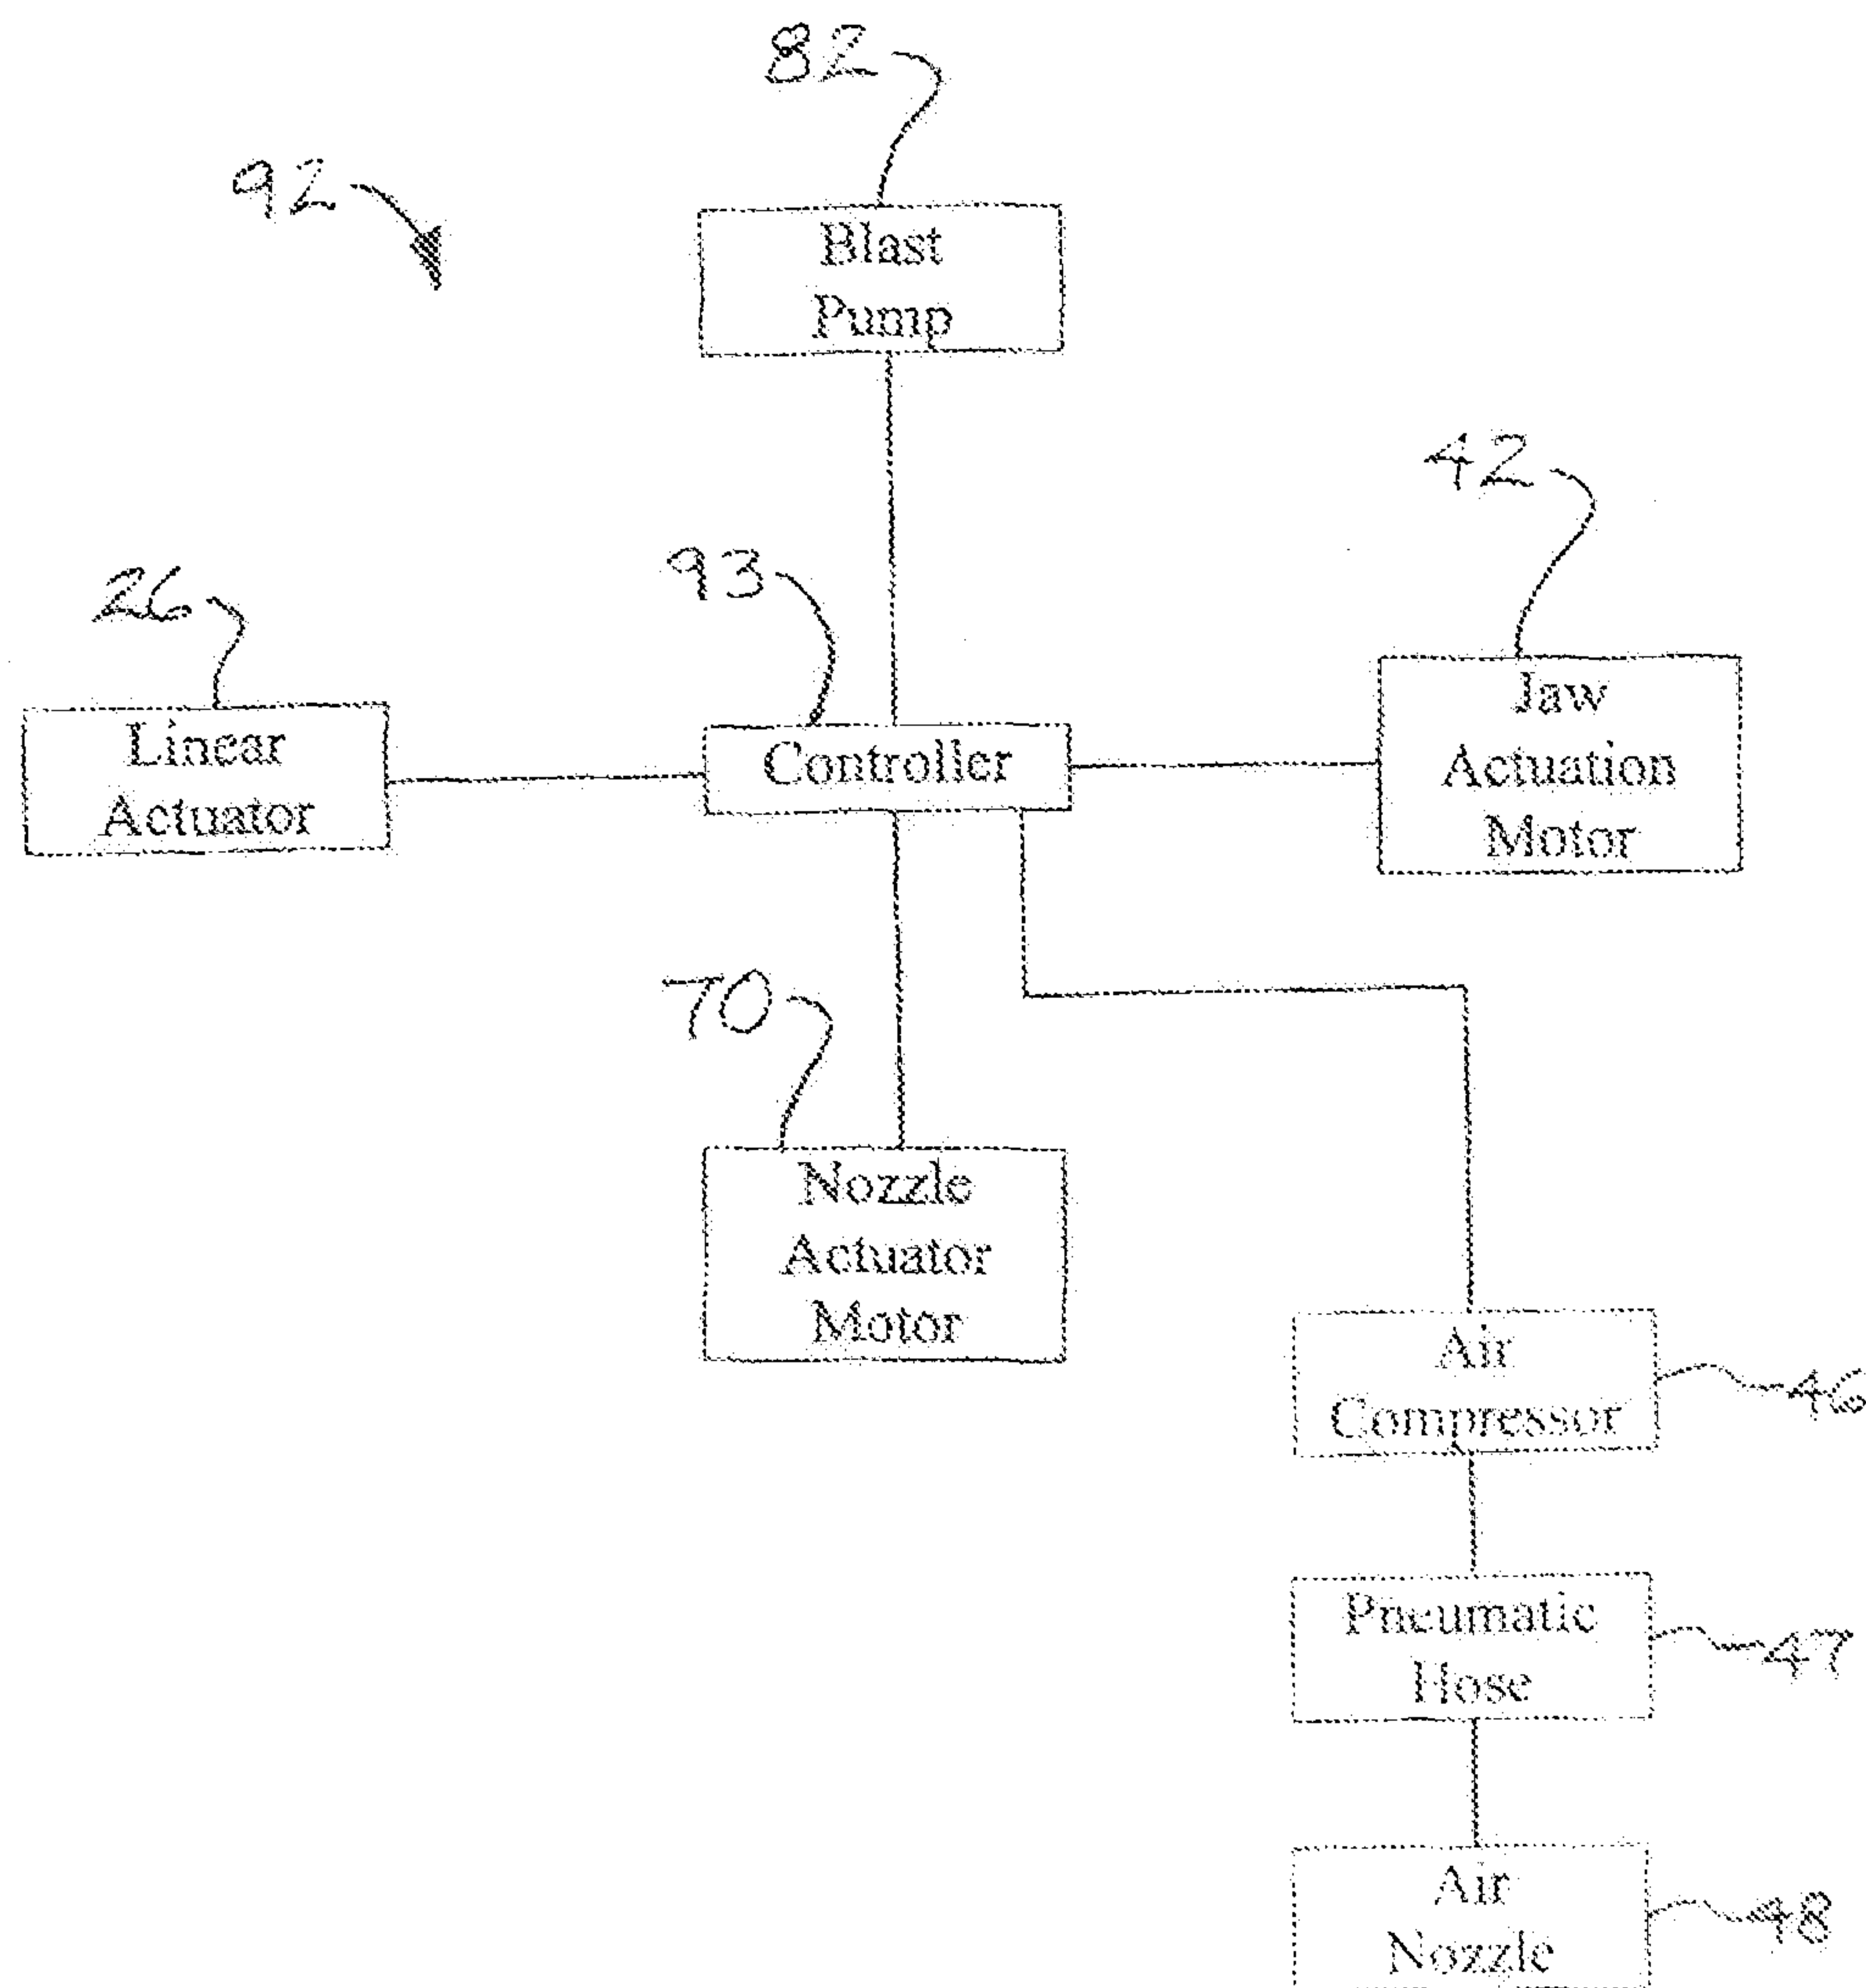 82
92
Blast
Pump
42
93
26
Jaw
Actuation
Motor
Linear
Actuator
Controller
70
Nozzle
Actuator
Motor
Air
Compressor
46
Pneumatic
Hose
47
Air
Nozzle
48